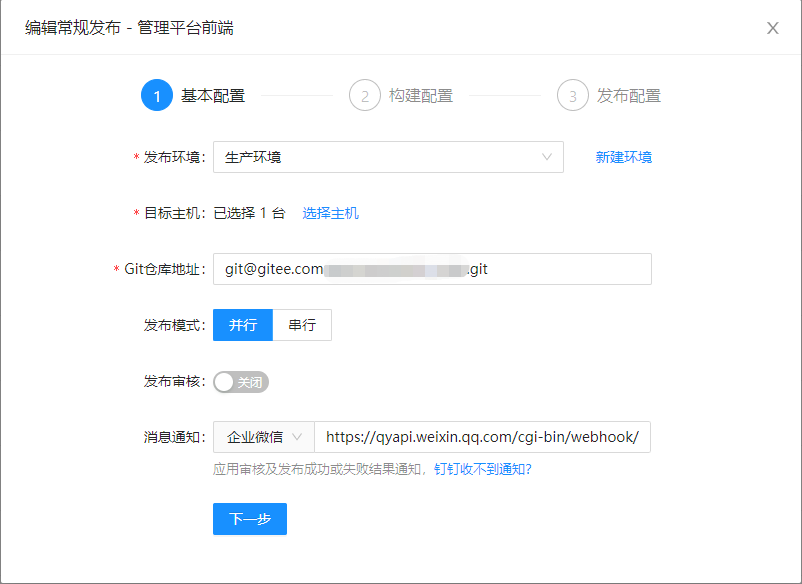 编辑常规发布 - 管理平台前端
1 基本配置 2 构建配置 3 发布配置
* 发布环境: 生产环境 新建环境
* 目标主机: 已选择 1 台 选择主机
* Git仓库地址: git@gitee.com .git
发布模式: 并行 串行
发布审核: 关闭
消息通知: 企业微信 https://qyapi.weixin.qq.com/cgi-bin/webhook/
应用审核及发布成功或失败结果通知, 钉钉收不到通知?
下一步